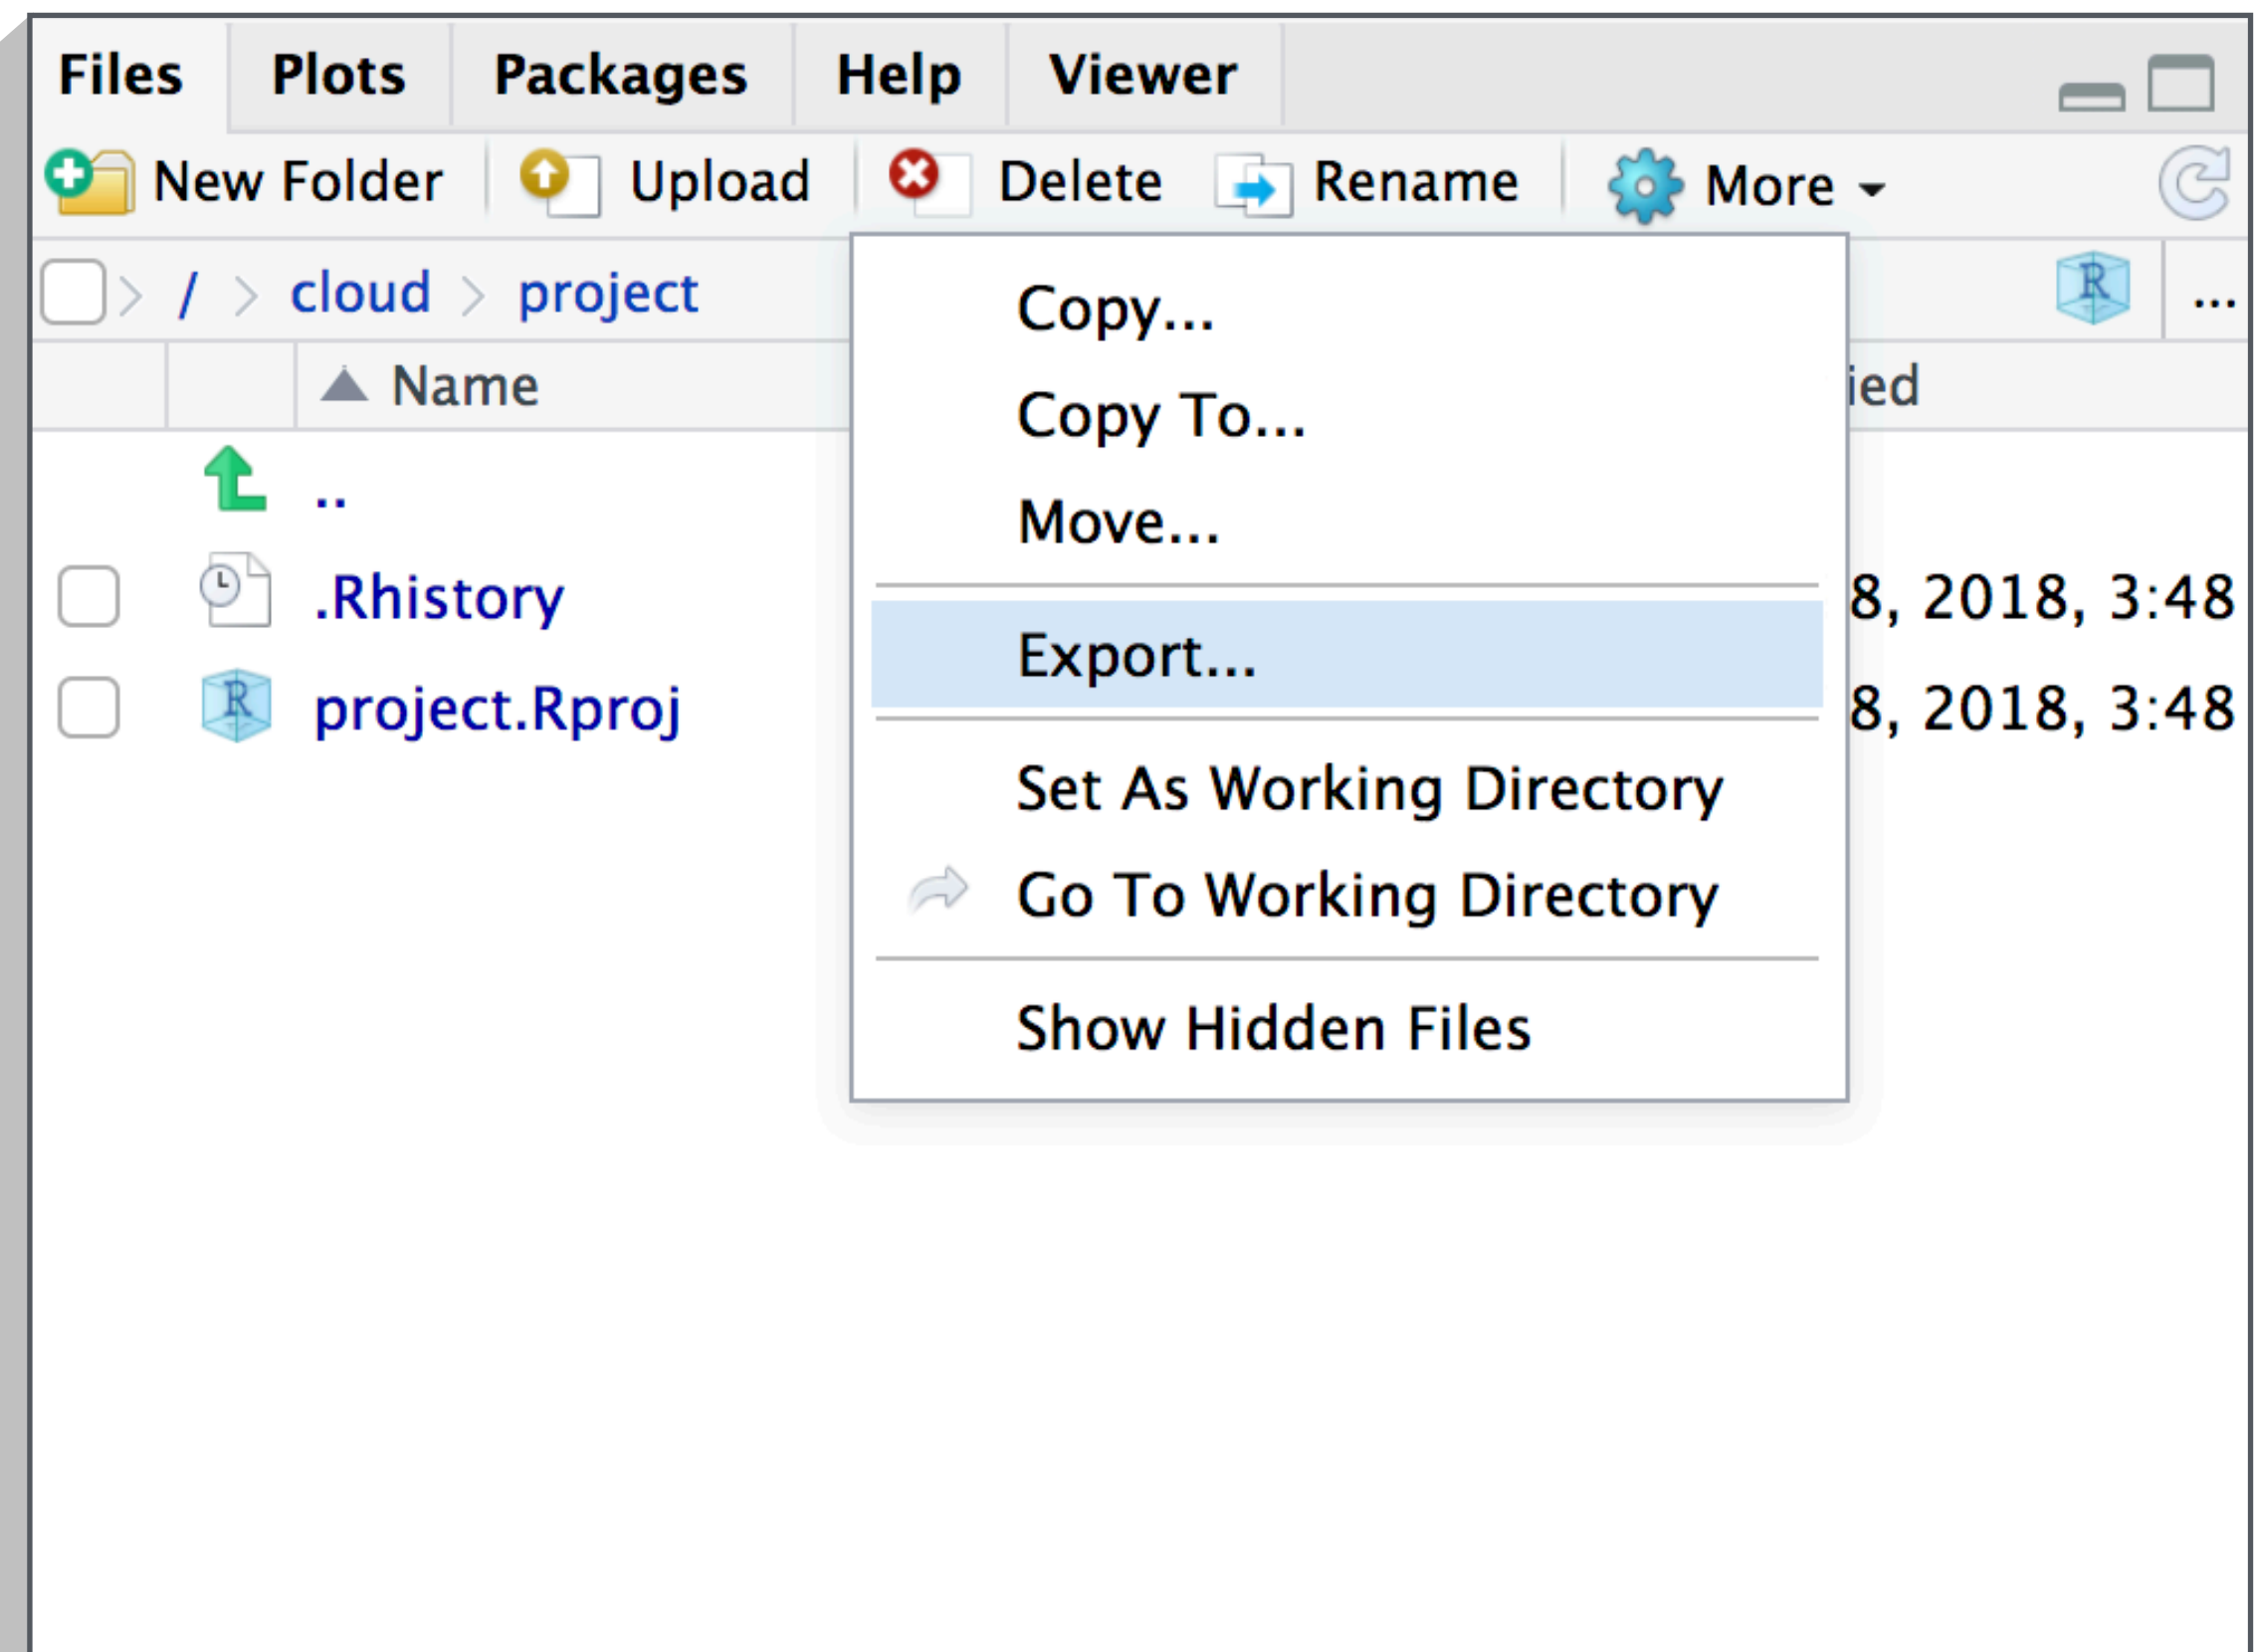 Files Plots Packages Help Viewer
New Folder Upload Delete Rename More
/ cloud project R ...
Name ied
..
.Rhistory 8, 2018, 3:48
R project.Rproj 8, 2018, 3:48
Copy...
Copy To...
Move...
Export...
Set As Working Directory
Go To Working Directory
Show Hidden Files